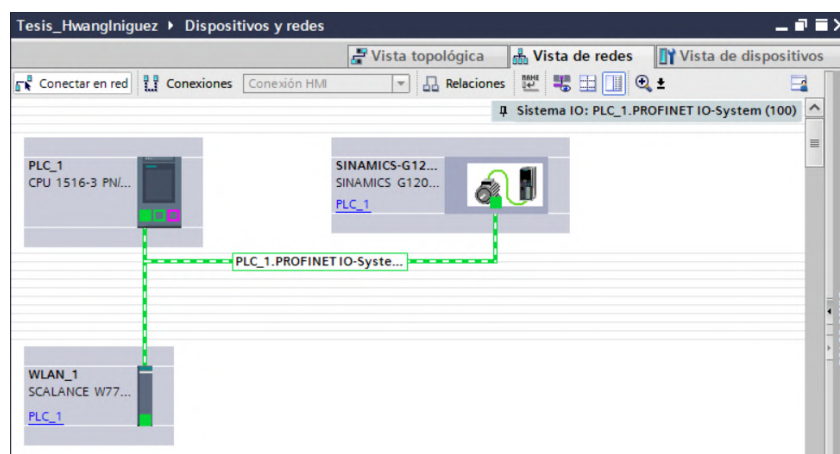 Tesis_HwangIniguez ▸ Dispositivos y redes
Vista topológica Vista de redes Vista de dispositivos
Conectar en red Conexiones Conexión HMI Relaciones
Sistema IO: PLC_1.PROFINET IO-System (100)
PLC_1
CPU 1516-3 PN/...
SINAMICS-G12...
SINAMICS G120...
PLC_1
PLC_1.PROFINET IO-Syste...
WLAN_1
SCALANCE W77...
PLC_1